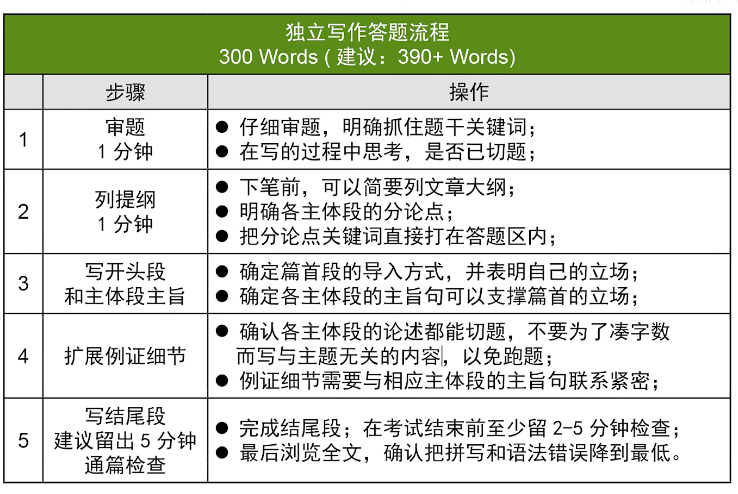 独立写作答题流程
300 Words ( 建议：390+ Words)
步骤 操作
1
审题
1 分钟
● 仔细审题，明确抓住题干关键词；
● 在写的过程中思考，是否已切题；
2
列提纲
1 分钟
● 下笔前，可以简要列文章大纲；
● 明确各主体段的分论点；
● 把分论点关键词直接打在答题区内；
3
写开头段
和主体段主旨
● 确定篇首段的导入方式，并表明自己的立场；
● 确定各主体段的主旨句可以支撑篇首的立场；
4
扩展例证细节
● 确认各主体段的论述都能切题，不要为了凑字数
而写与主题无关的内容，以免跑题；
● 例证细节需要与相应主体段的主旨句联系紧密；
5
写结尾段
建议留出 5 分钟
通篇检查
● 完成结尾段；在考试结束前至少留 2-5 分钟检查；
● 最后浏览全文，确认把拼写和语法错误降到最低。